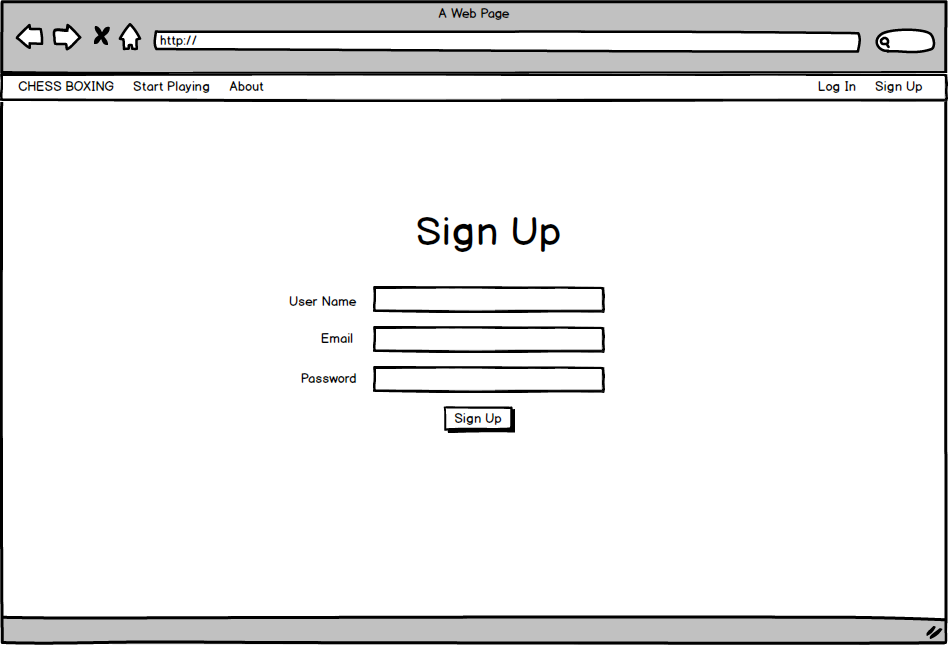 A Web Page
http://
CHESS BOXING Start Playing About Log In Sign Up
Sign Up
User Name
Email
Password
Sign Up